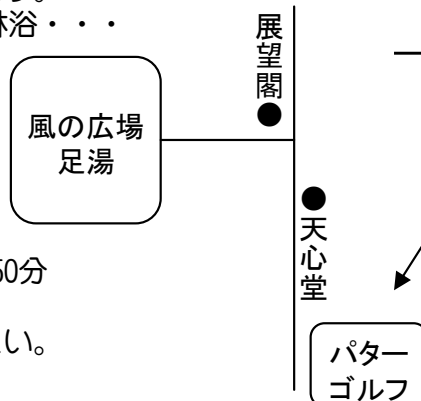 う。
林浴・・・
展望閣
風の広場
足湯
天心堂
50分
い。
パター
ゴルフ